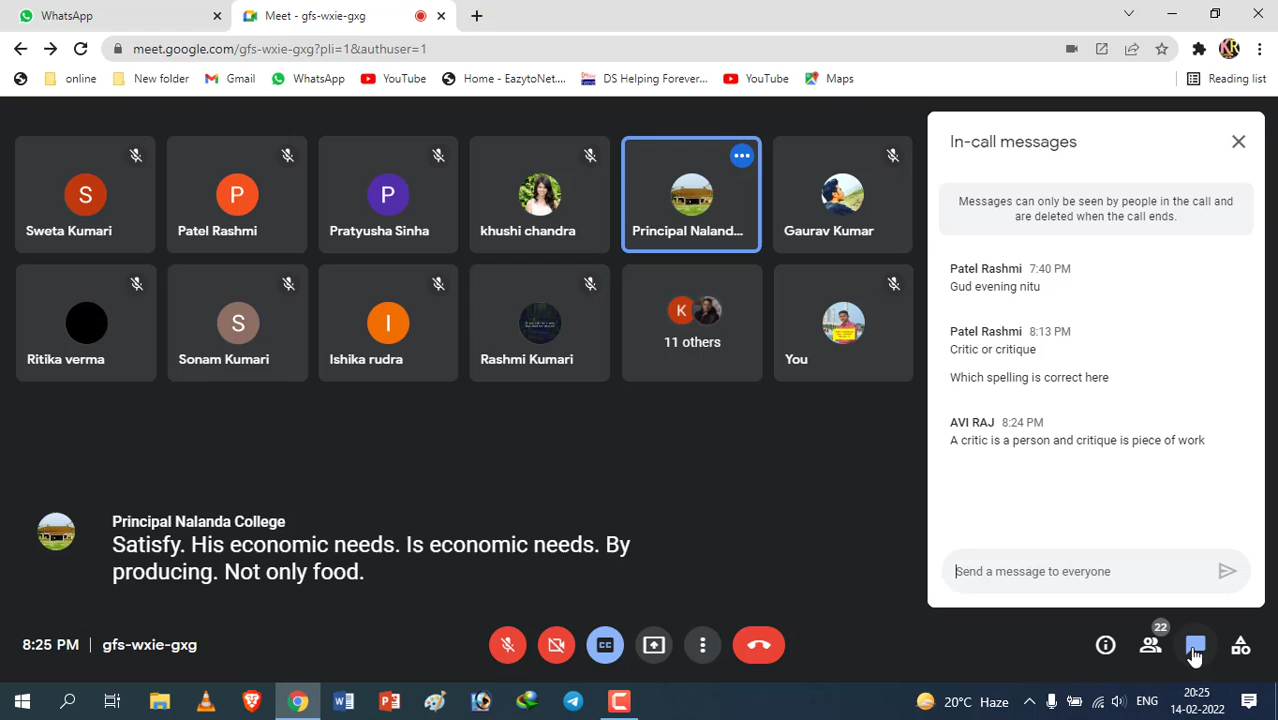 WhatsApp
Meet - gfs-wxie-gxg
meet.google.com/gfs-wxie-gxg?pli=1&authuser=1
online
New folder
Gmail
WhatsApp
YouTube
Home - EazytoNet...
DS Helping Forever...
YouTube
Maps
Reading list
KR
S
Sweta Kumari
P
Patel Rashmi
P
Pratyusha Sinha
khushi chandra
Principal Naland...
Gaurav Kumar
Ritika verma
S
Sonam Kumari
I
Ishika rudra
Rashmi Kumari
K
11 others
You
In-call messages
Messages can only be seen by people in the call and
are deleted when the call ends.
Patel Rashmi 7:40 PM
Gud evening nitu
Patel Rashmi 8:13 PM
Critic or critique
Which spelling is correct here
AVI RAJ 8:24 PM
A critic is a person and critique is piece of work
Send a message to everyone
Principal Nalanda College
Satisfy. His economic needs. Is economic needs. By
producing. Not only food.
8:25 PM | gfs-wxie-gxg
CC
22
20°C Haze
ENG
20:25
14-02-2022